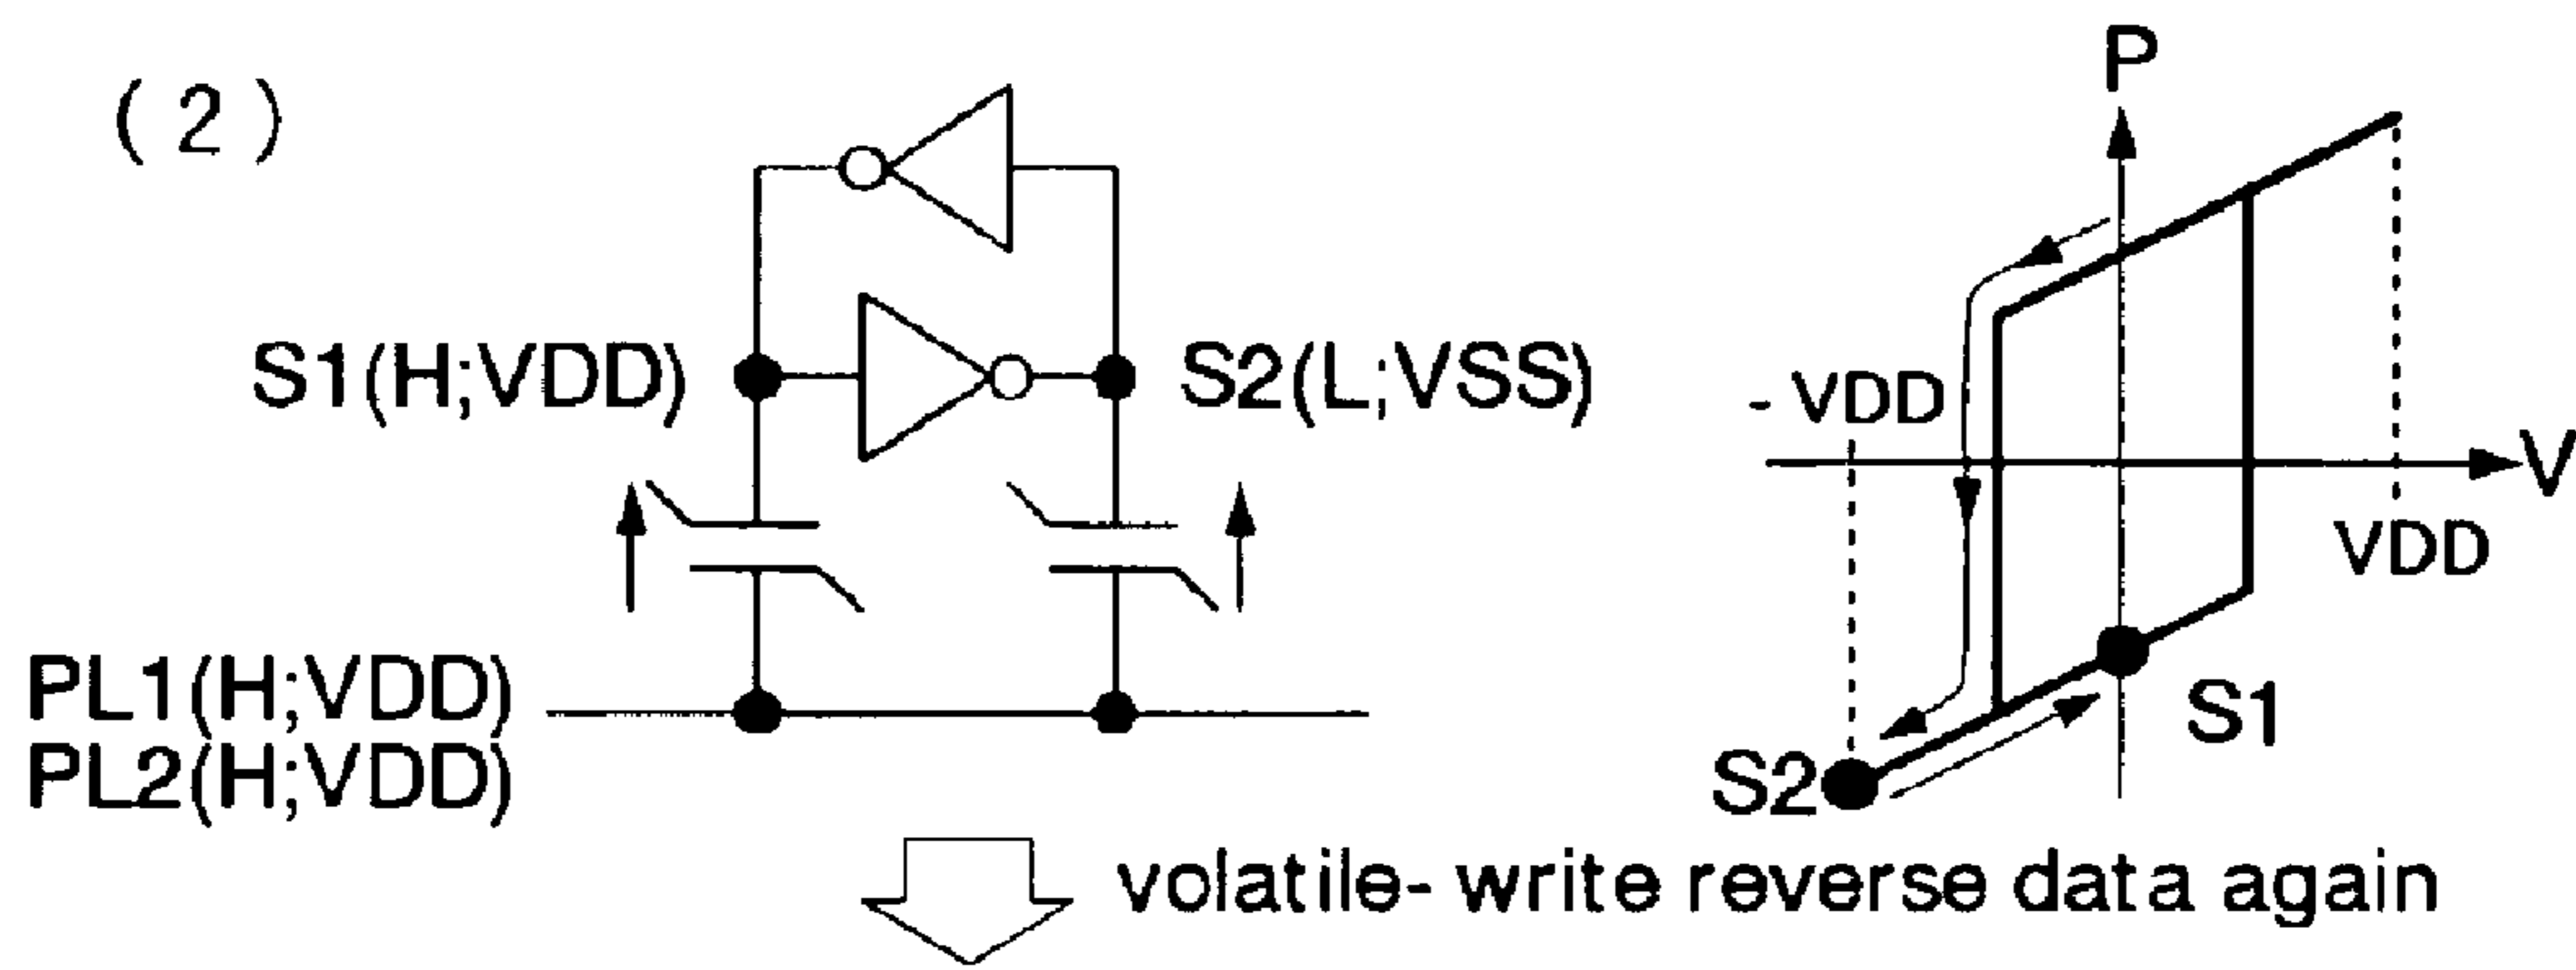 ( 2 )
S1(H;VDD)
S2(L;VSS)
PL1(H;VDD)
PL2(H;VDD)
P
- VDD
V
VDD
S1
S2
volatile- write reverse data again